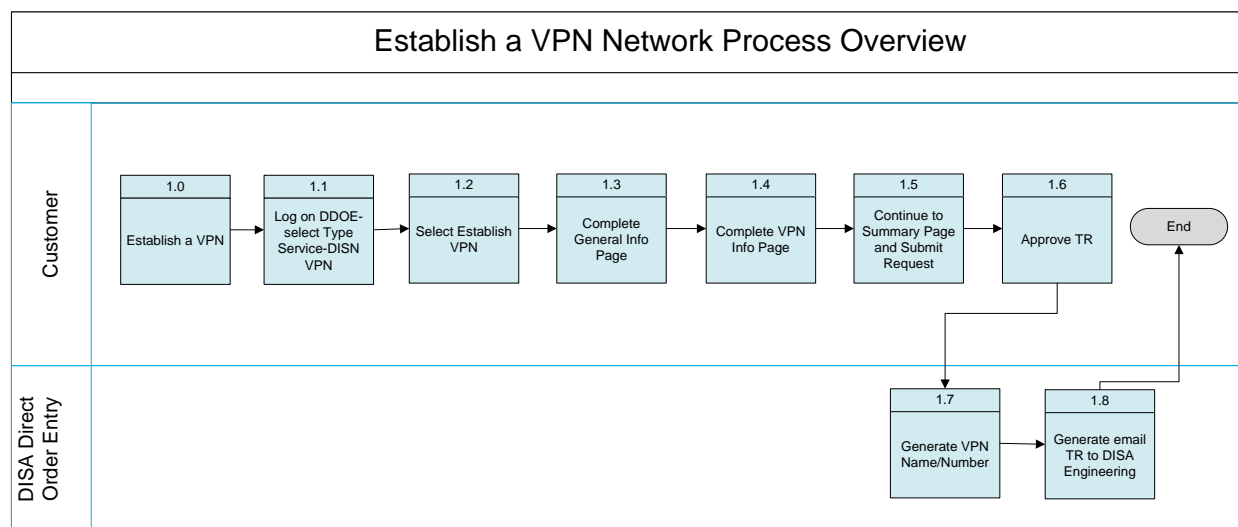 Establish a VPN Network Process Overview
Customer
1.0
Establish a VPN
1.1
Log on DDOE-
select Type
Service-DISN
VPN
1.2
Select Establish
VPN
1.3
Complete
General Info
Page
1.4
Complete VPN
Info Page
1.5
Continue to
Summary Page
and Submit
Request
1.6
Approve TR
End
DISA Direct
Order Entry
1.7
Generate VPN
Name/Number
1.8
Generate email
TR to DISA
Engineering